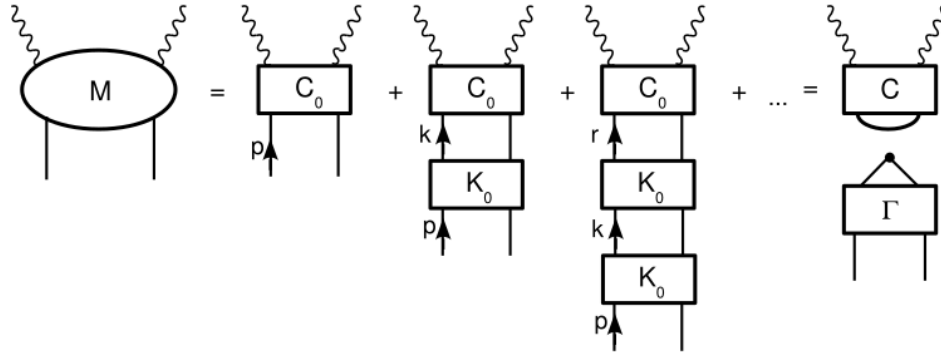 M = C₀ + C₀ + C₀ + ... = C
p k r
K₀ K₀ Γ
p k
K₀
p